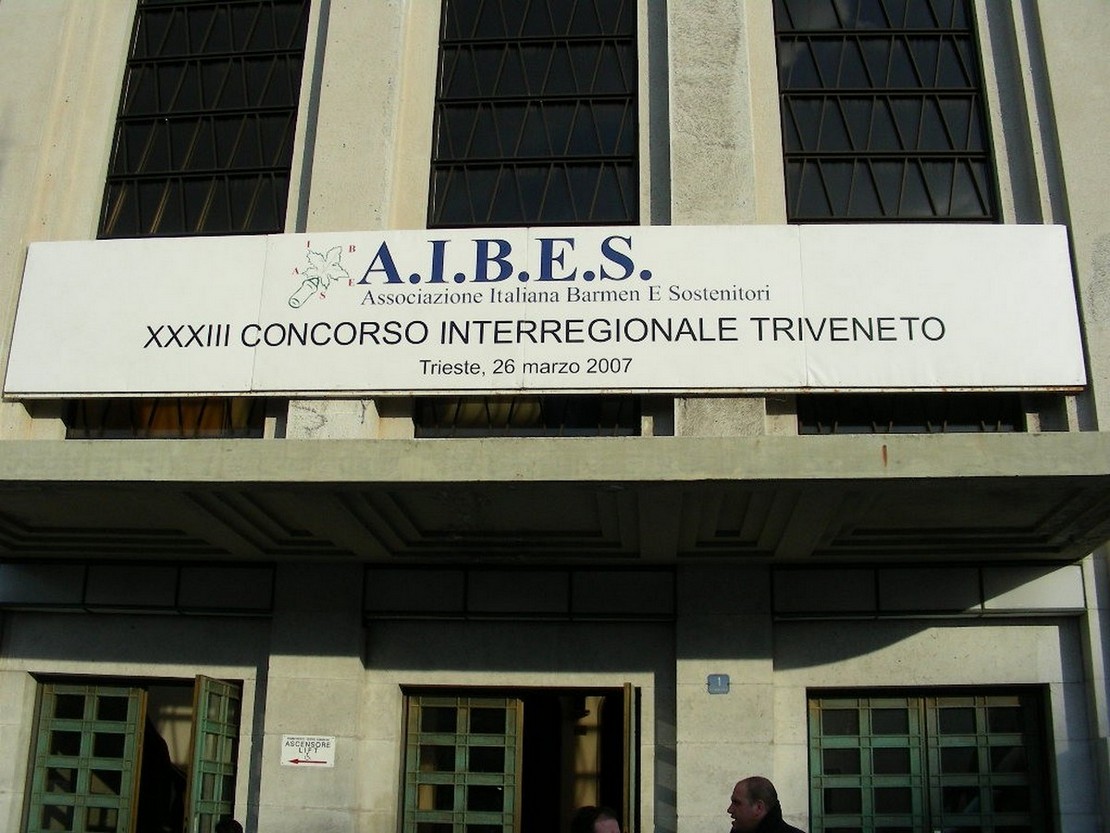 A.I.B.E.S.
I
B
A
E
S
Associazione Italiana Barmen E Sostenitori
XXXIII CONCORSO INTERREGIONALE TRIVENETO
Trieste, 26 marzo 2007
1
ASCENSORE
LIFT